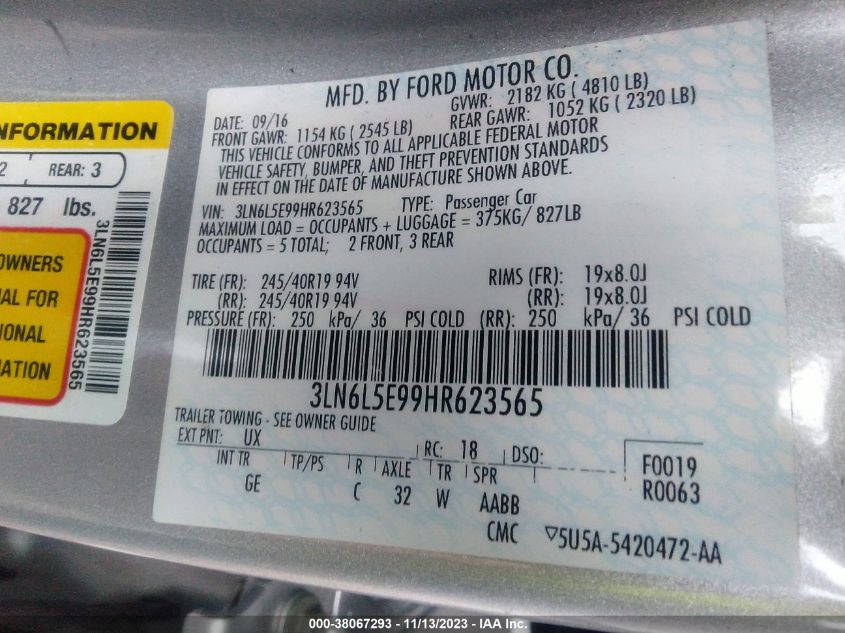 NFORMATION
2 REAR: 3
827 lbs.
3LN6L5E99HR623565
OWNERS
AL FOR
IONAL
ATION
MFD. BY FORD MOTOR CO.
DATE: 09/16 GVWR: 2182 KG ( 4810 LB)
FRONT GAWR: 1154 KG ( 2545 LB) REAR GAWR: 1052 KG ( 2320 LB)
THIS VEHICLE CONFORMS TO ALL APPLICABLE FEDERAL MOTOR
VEHICLE SAFETY, BUMPER, AND THEFT PREVENTION STANDARDS
IN EFFECT ON THE DATE OF MANUFACTURE SHOWN ABOVE.
VIN: 3LN6L5E99HR623565 TYPE: Passenger Car
MAXIMUM LOAD = OCCUPANTS + LUGGAGE = 375KG/ 827LB
OCCUPANTS = 5 TOTAL; 2 FRONT, 3 REAR
TIRE (FR): 245/40R19 94V RIMS (FR): 19x8.0J
(RR): 245/40R19 94V (RR): 19x8.0J
PRESSURE (FR): 250 kPa/ 36 PSI COLD (RR): 250 kPa/ 36 PSI COLD
3LN6L5E99HR623565
TRAILER TOWING - SEE OWNER GUIDE
EXT PNT: UX RC: 18 DSO:
INT TR TP/PS R AXLE TR SPR F0019
GE C 32 W AABB R0063
CMC ▽5U5A-5420472-AA
000-38067293 - 11/13/2023 - IAA Inc.